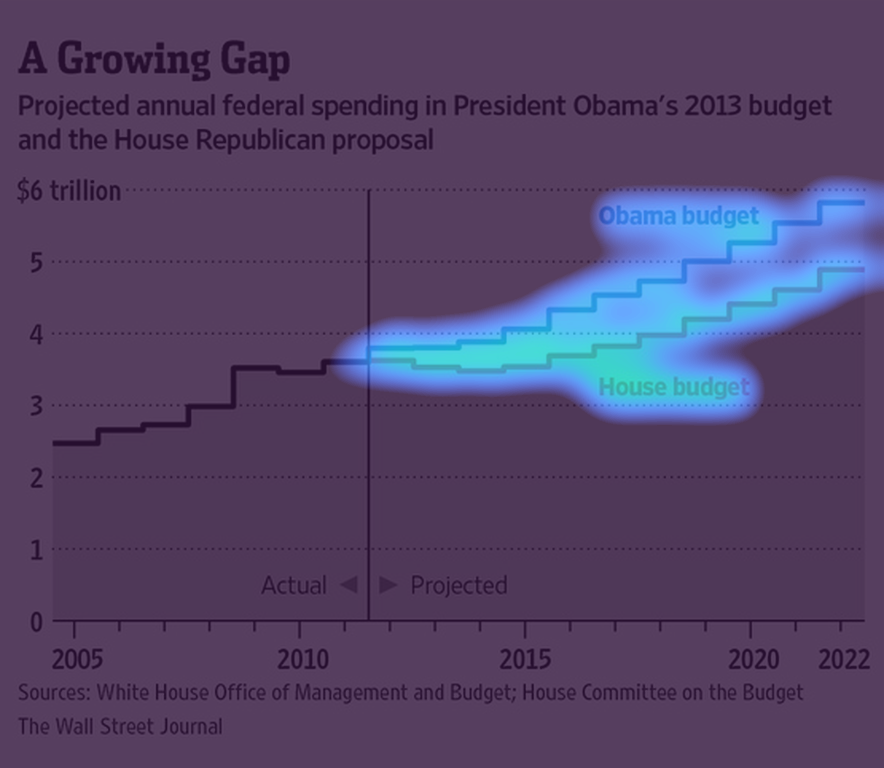 A Growing Gap
Projected annual federal spending in President Obama's 2013 budget
and the House Republican proposal
$6 trillion
Obama budget
5
4
House budget
3
2
1
Actual ◀ ▶ Projected
0
2005 2010 2015 2020 2022
Sources: White House Office of Management and Budget; House Committee on the Budget
The Wall Street Journal